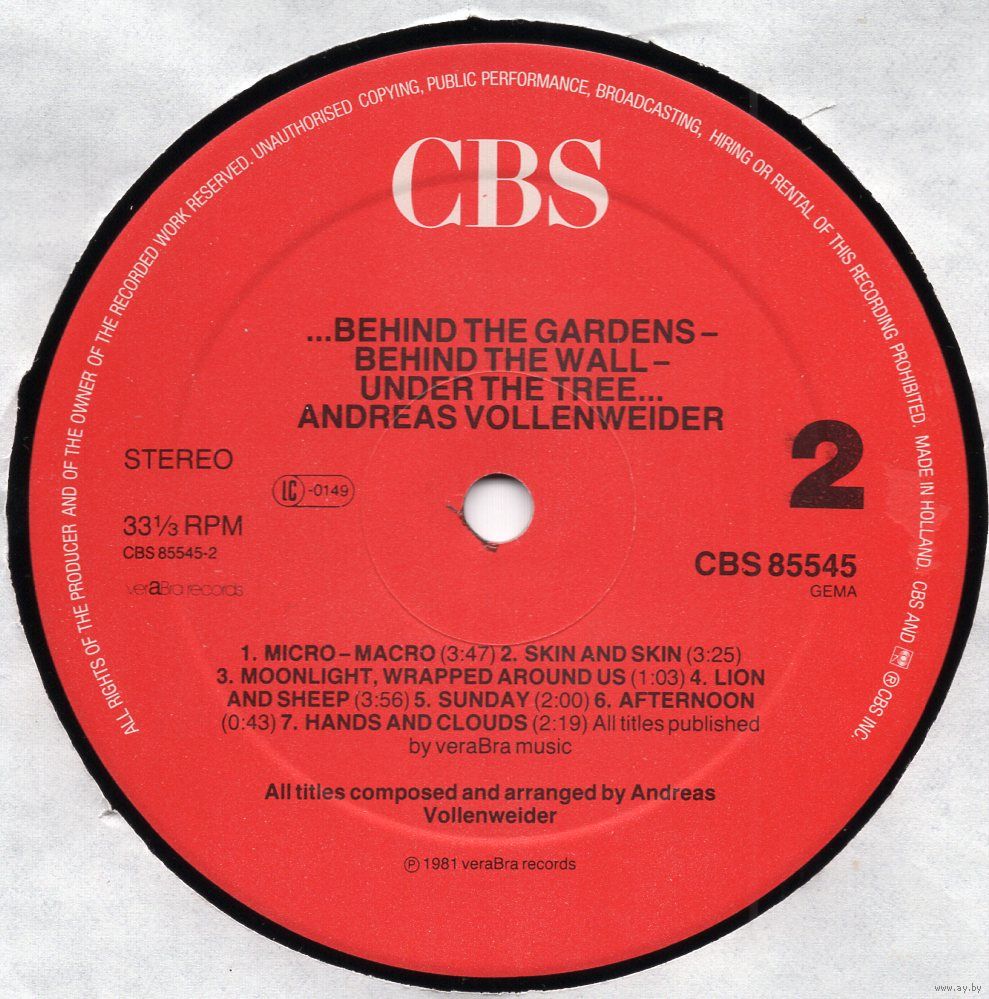 ALL RIGHTS OF THE PRODUCER AND OF THE OWNER OF THE RECORDED WORK RESERVED. UNAUTHORISED COPYING, PUBLIC PERFORMANCE, BROADCASTING, HIRING OR RENTAL OF THIS RECORDING PROHIBITED. MADE IN HOLLAND. CBS AND ® CBS INC.
CBS
...BEHIND THE GARDENS –
BEHIND THE WALL –
UNDER THE TREE...
ANDREAS VOLLENWEIDER
STEREO
LC -0149
2
33⅓ RPM
CBS 85545-2
veraBra records
CBS 85545
GEMA
1. MICRO – MACRO (3:47) 2. SKIN AND SKIN (3:25)
3. MOONLIGHT, WRAPPED AROUND US (1:03) 4. LION
AND SHEEP (3:56) 5. SUNDAY (2:00) 6. AFTERNOON
(0:43) 7. HANDS AND CLOUDS (2:19) All titles published
by veraBra music
All titles composed and arranged by Andreas
Vollenweider
℗ 1981 veraBra records
www.ay.by